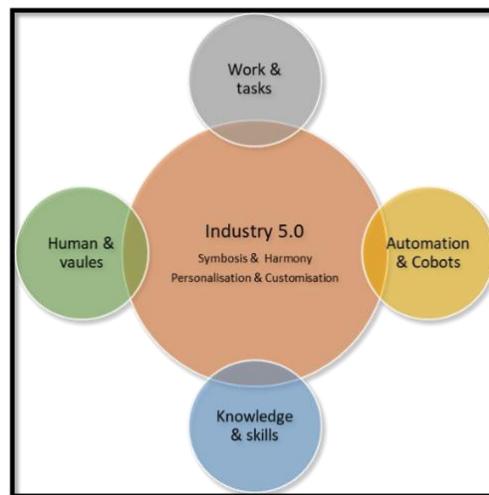 Work &
tasks
Human &
vaules
Industry 5.0
Symbosis & Harmony
Personalisation & Customisation
Automation
& Cobots
Knowledge
& skills